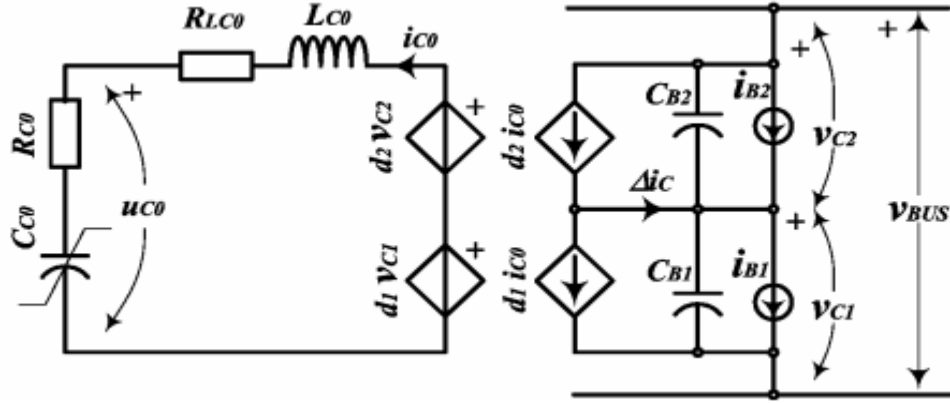 RLC0
LC0
iC0
+
+
+
RC0
+
d2 vC2
d2 iC0
CB2
iB2
vC2
CC0
uC0
ΔiC
vBUS
+
+
d1 vC1
d1 iC0
CB1
iB1
vC1